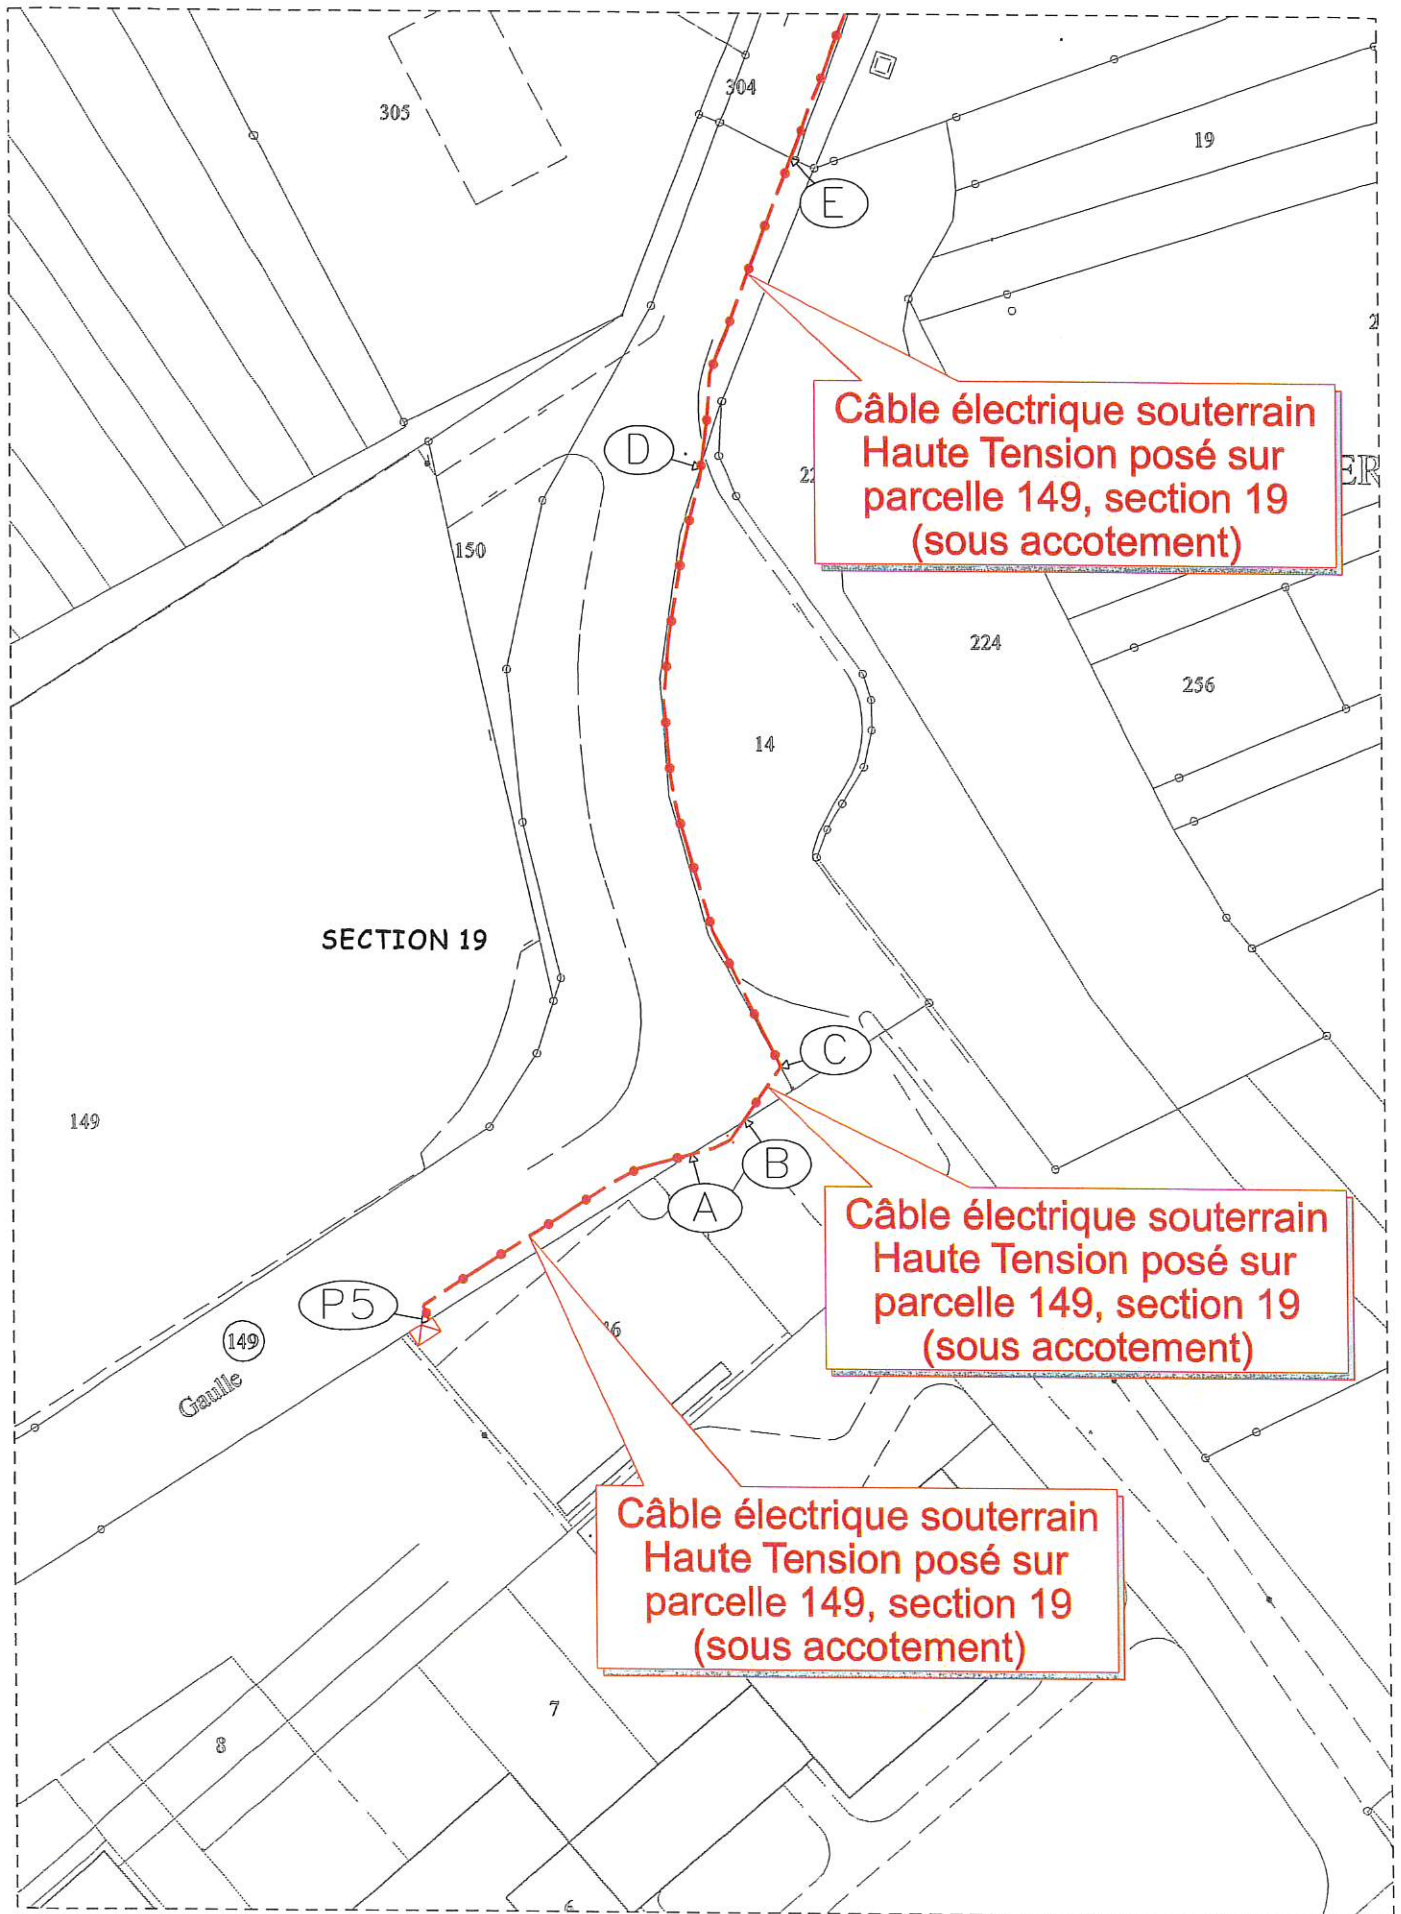 304
305
19
E
Câble électrique souterrain
Haute Tension posé sur
parcelle 149, section 19
(sous accotement)
D
150
224
256
14
SECTION 19
C
149
B
A
Câble électrique souterrain
Haute Tension posé sur
parcelle 149, section 19
(sous accotement)
P5
149
Gaulle
Câble électrique souterrain
Haute Tension posé sur
parcelle 149, section 19
(sous accotement)
7
8